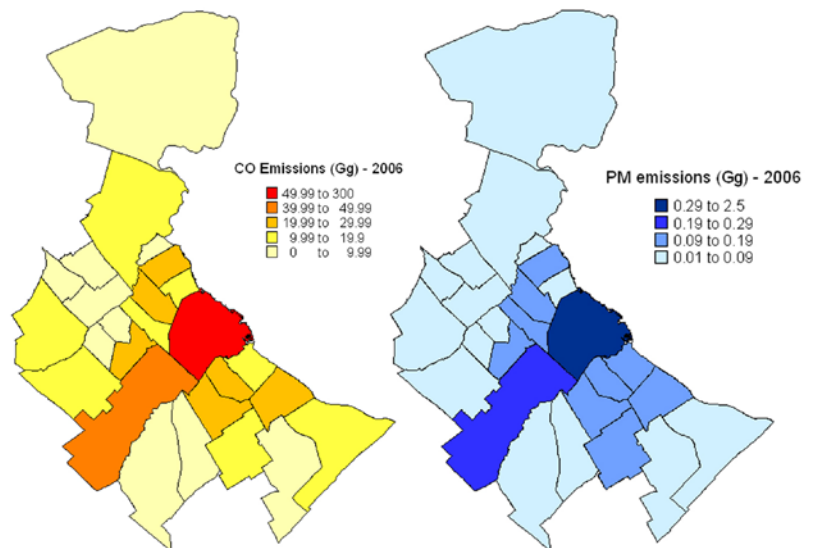 CO Emissions (Gg) - 2006
49.99 to 300
39.99 to 49.99
19.99 to 29.99
9.99 to 19.9
0 to 9.99
PM emissions (Gg) - 2006
0.29 to 2.5
0.19 to 0.29
0.09 to 0.19
0.01 to 0.09